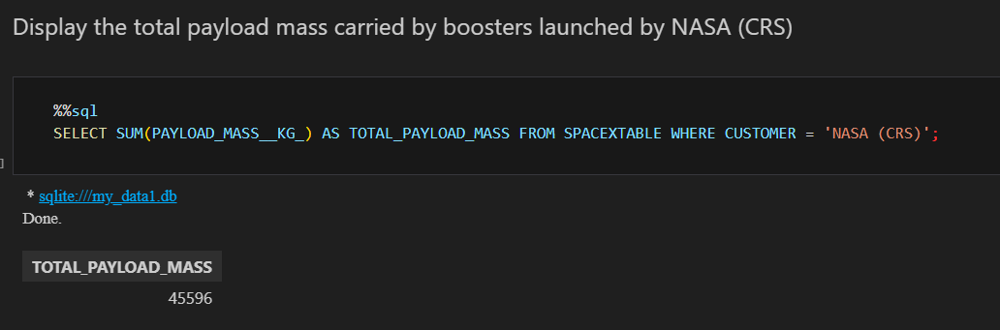 Display the total payload mass carried by boosters launched by NASA (CRS)
%%sql
SELECT SUM(PAYLOAD_MASS__KG_) AS TOTAL_PAYLOAD_MASS FROM SPACEXTABLE WHERE CUSTOMER = 'NASA (CRS)';
]
* sqlite:///my_data1.db
Done.
TOTAL_PAYLOAD_MASS
45596